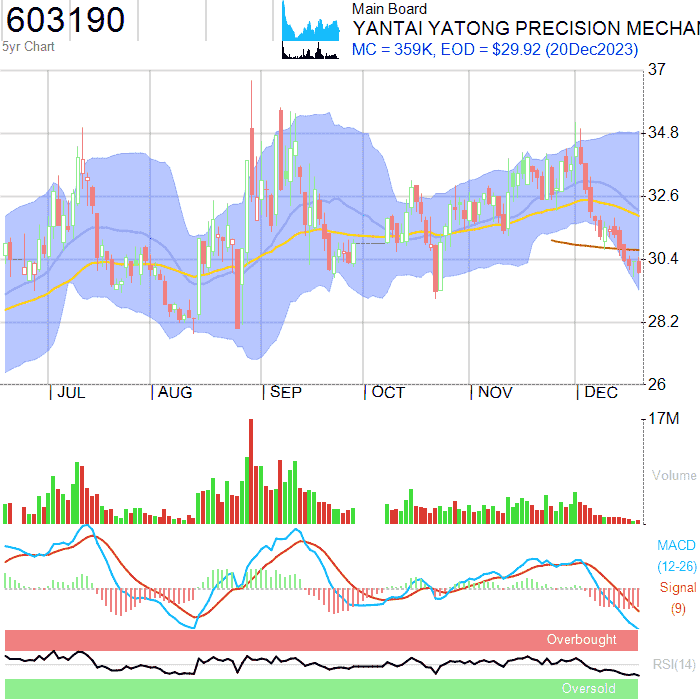 603190
5yr Chart
Main Board
YANTAI YATONG PRECISION MECHAN
MC = 359K, EOD = $29.92 (20Dec2023)
37
34.8
32.6
30.4
28.2
26
JUL AUG SEP OCT NOV DEC
17M
Volume
MACD
(12-26)
Signal
(9)
Overbought
RSI(14)
Oversold